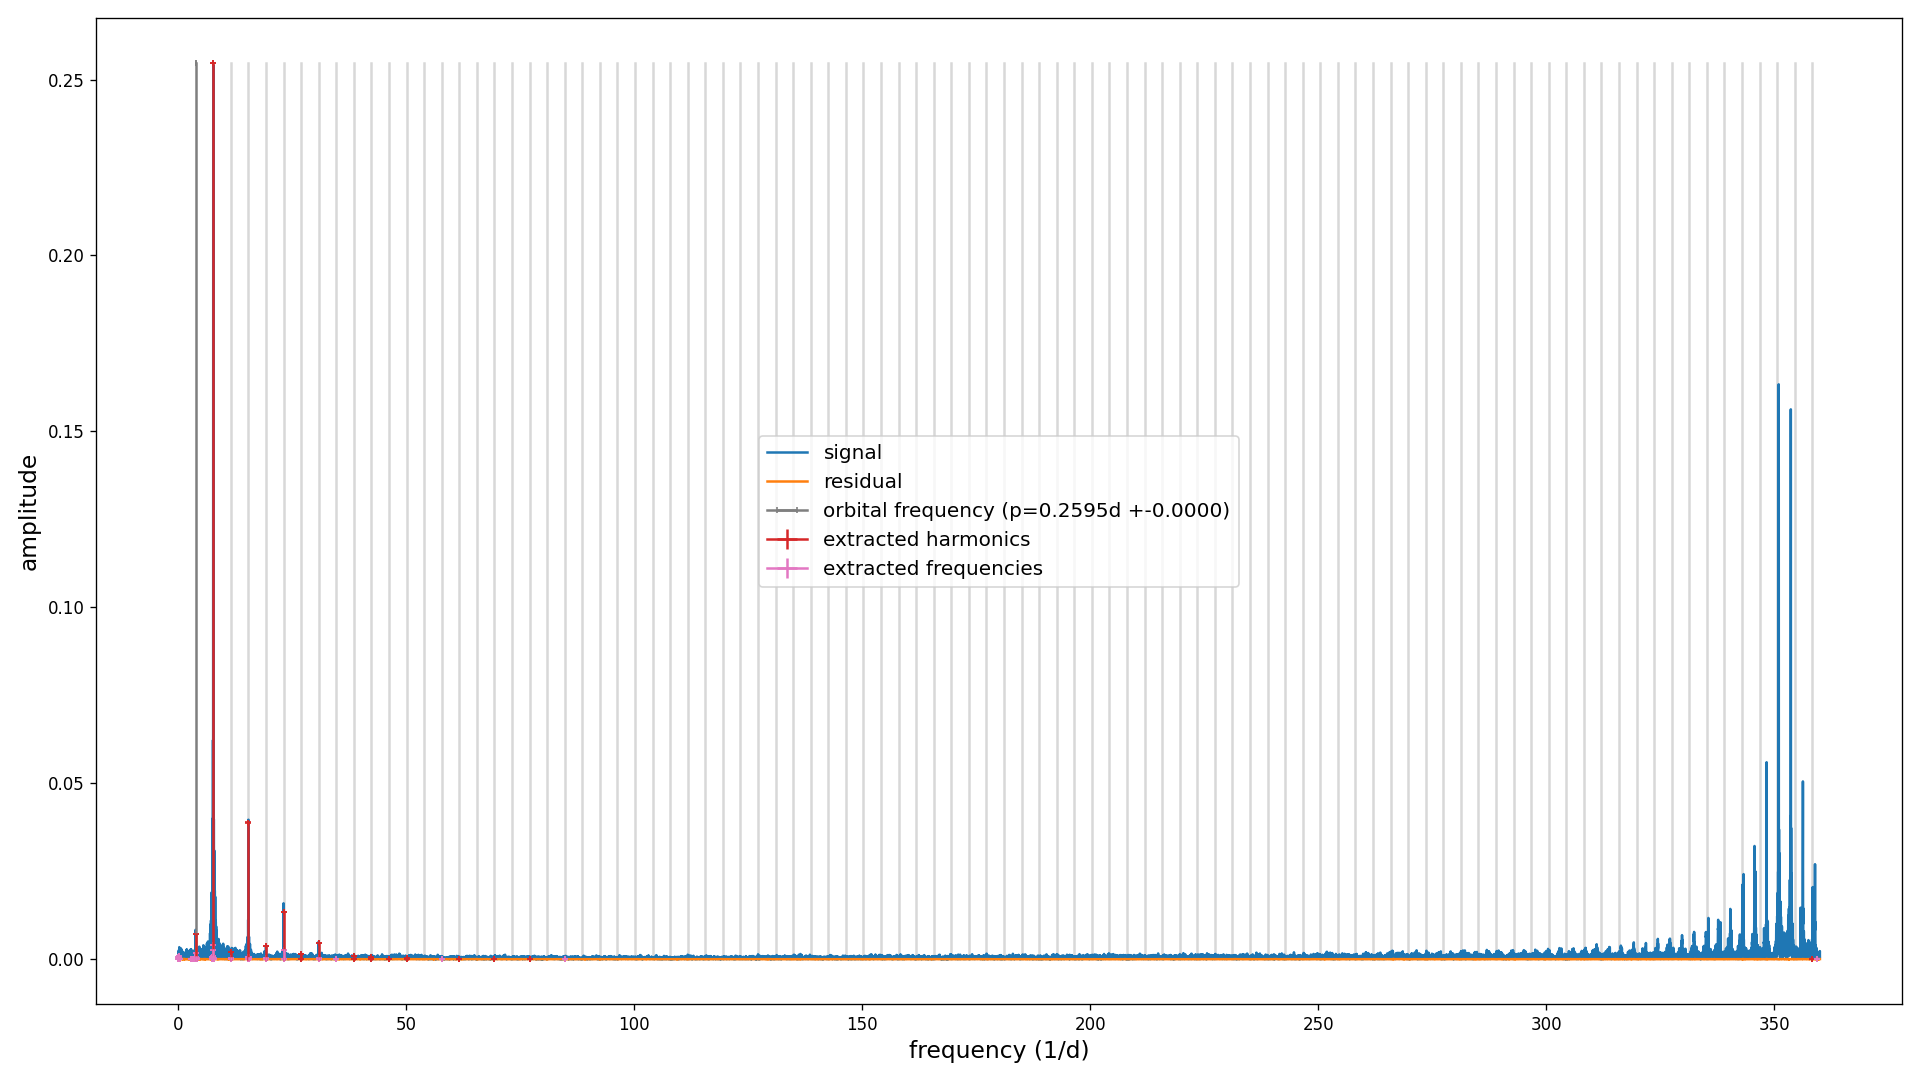 0.25
0.20
0.15
0.10
0.05
0.00
amplitude
signal
residual
orbital frequency (p=0.2595d +-0.0000)
extracted harmonics
extracted frequencies
0 50 100 150 200 250 300 350
frequency (1/d)